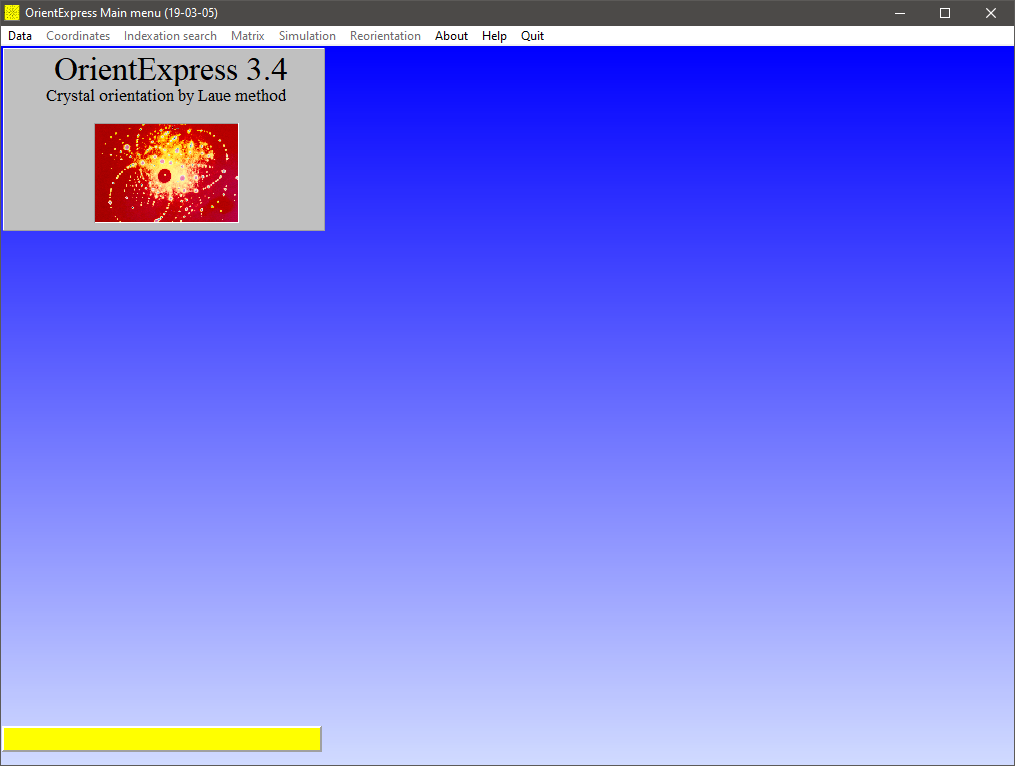 OrientExpress Main menu (19-03-05)
Data Coordinates Indexation search Matrix Simulation Reorientation About Help Quit
OrientExpress 3.4
Crystal orientation by Laue method